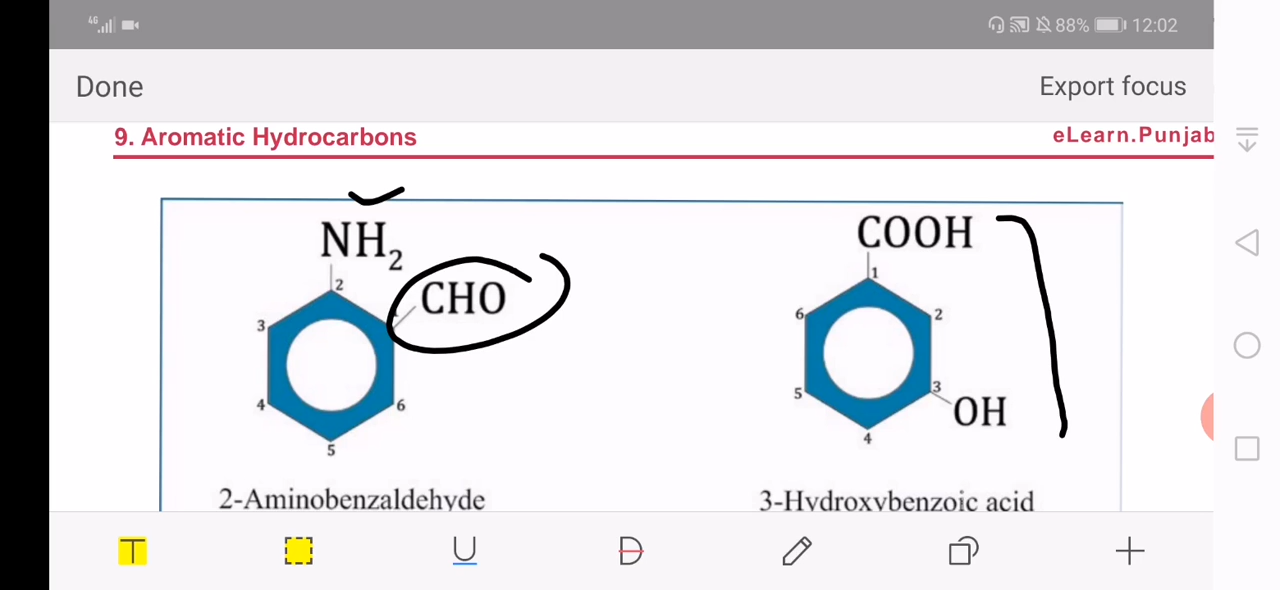 4G 88% 12:02
Done Export focus
9. Aromatic Hydrocarbons eLearn.Punjab
NH2 COOH
2 CHO 1
3 6 2
4 6 5 3 OH
5 4
2-Aminobenzaldehyde 3-Hydroxybenzoic acid
T U D